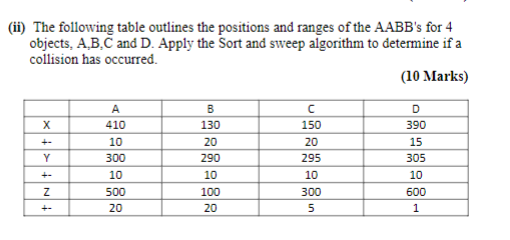 (ii) The following table outlines the positions and ranges of the AABB's for 4
objects, A,B,C and D. Apply the Sort and sweep algorithm to determine if a
collision has occurred.
(10 Marks)
A B C D
X 410 130 150 390
+- 10 20 20 15
Y 300 290 295 305
+- 10 10 10 10
Z 500 100 300 600
+- 20 20 5 1